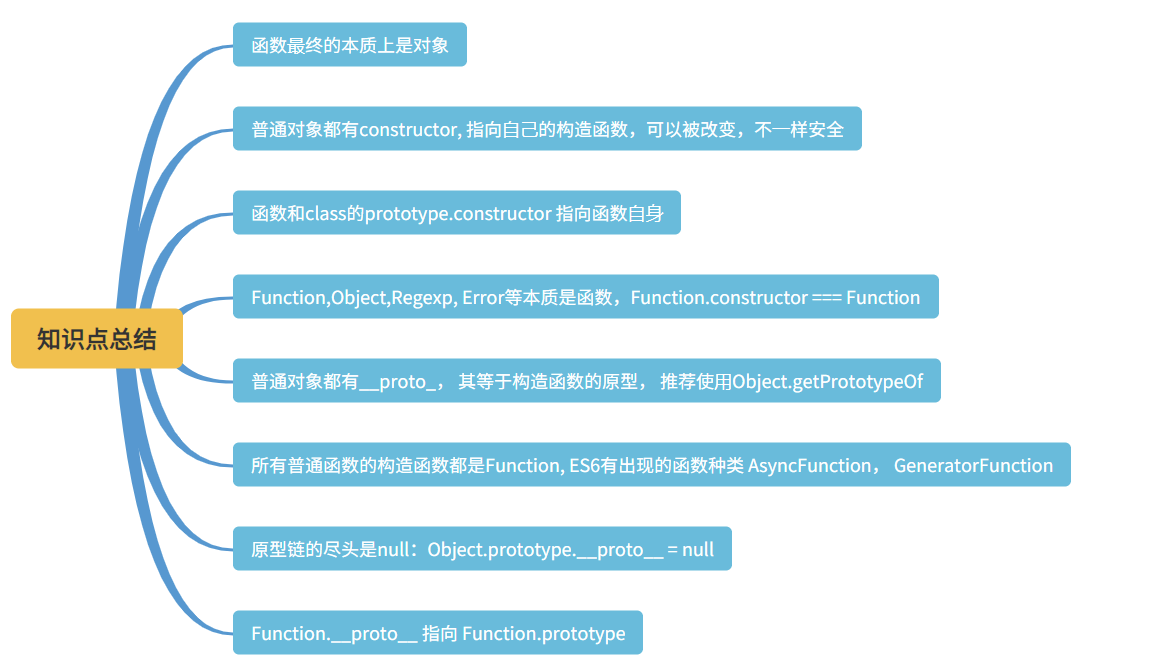 函数最终的本质上是对象
普通对象都有constructor, 指向自己的构造函数，可以被改变，不一样安全
函数和class的prototype.constructor 指向函数自身
Function,Object,Regexp, Error等本质是函数，Function.constructor === Function
知识点总结
普通对象都有__proto_， 其等于构造函数的原型， 推荐使用Object.getPrototypeOf
所有普通函数的构造函数都是Function, ES6有出现的函数种类 AsyncFunction， GeneratorFunction
原型链的尽头是null：Object.prototype.__proto__ = null
Function.__proto__ 指向 Function.prototype